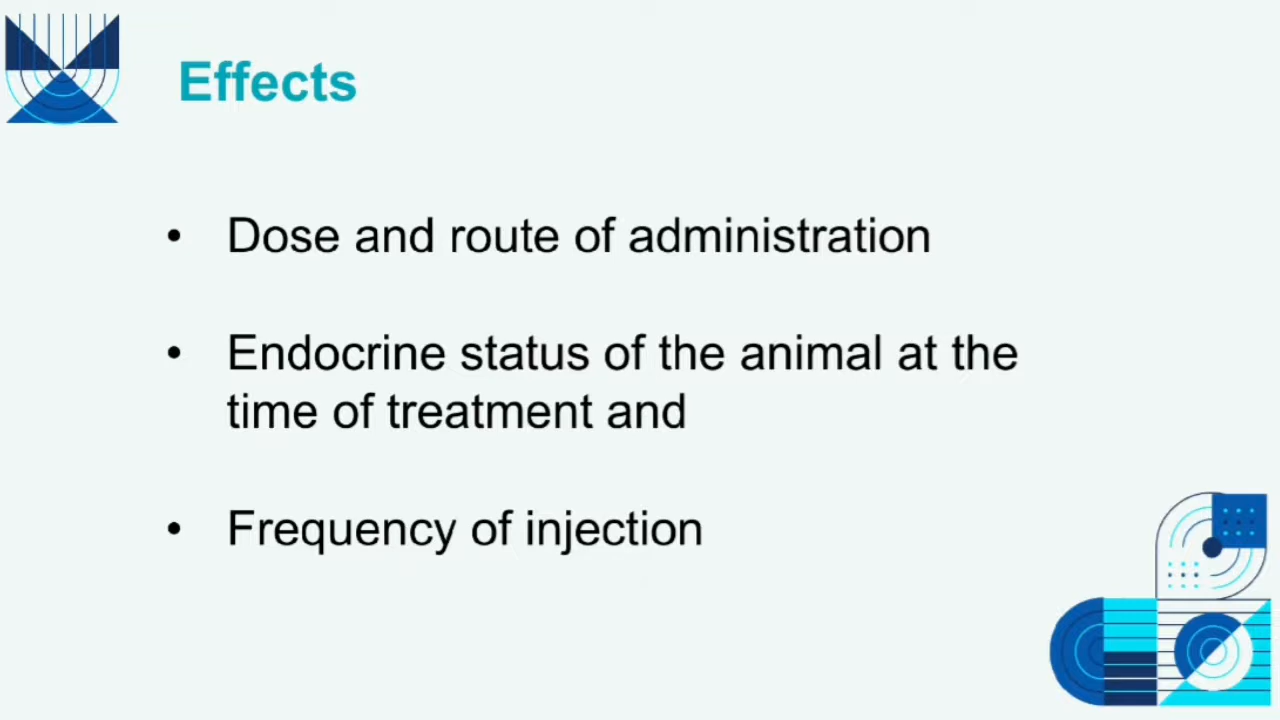 Effects
• Dose and route of administration
• Endocrine status of the animal at the
time of treatment and
• Frequency of injection